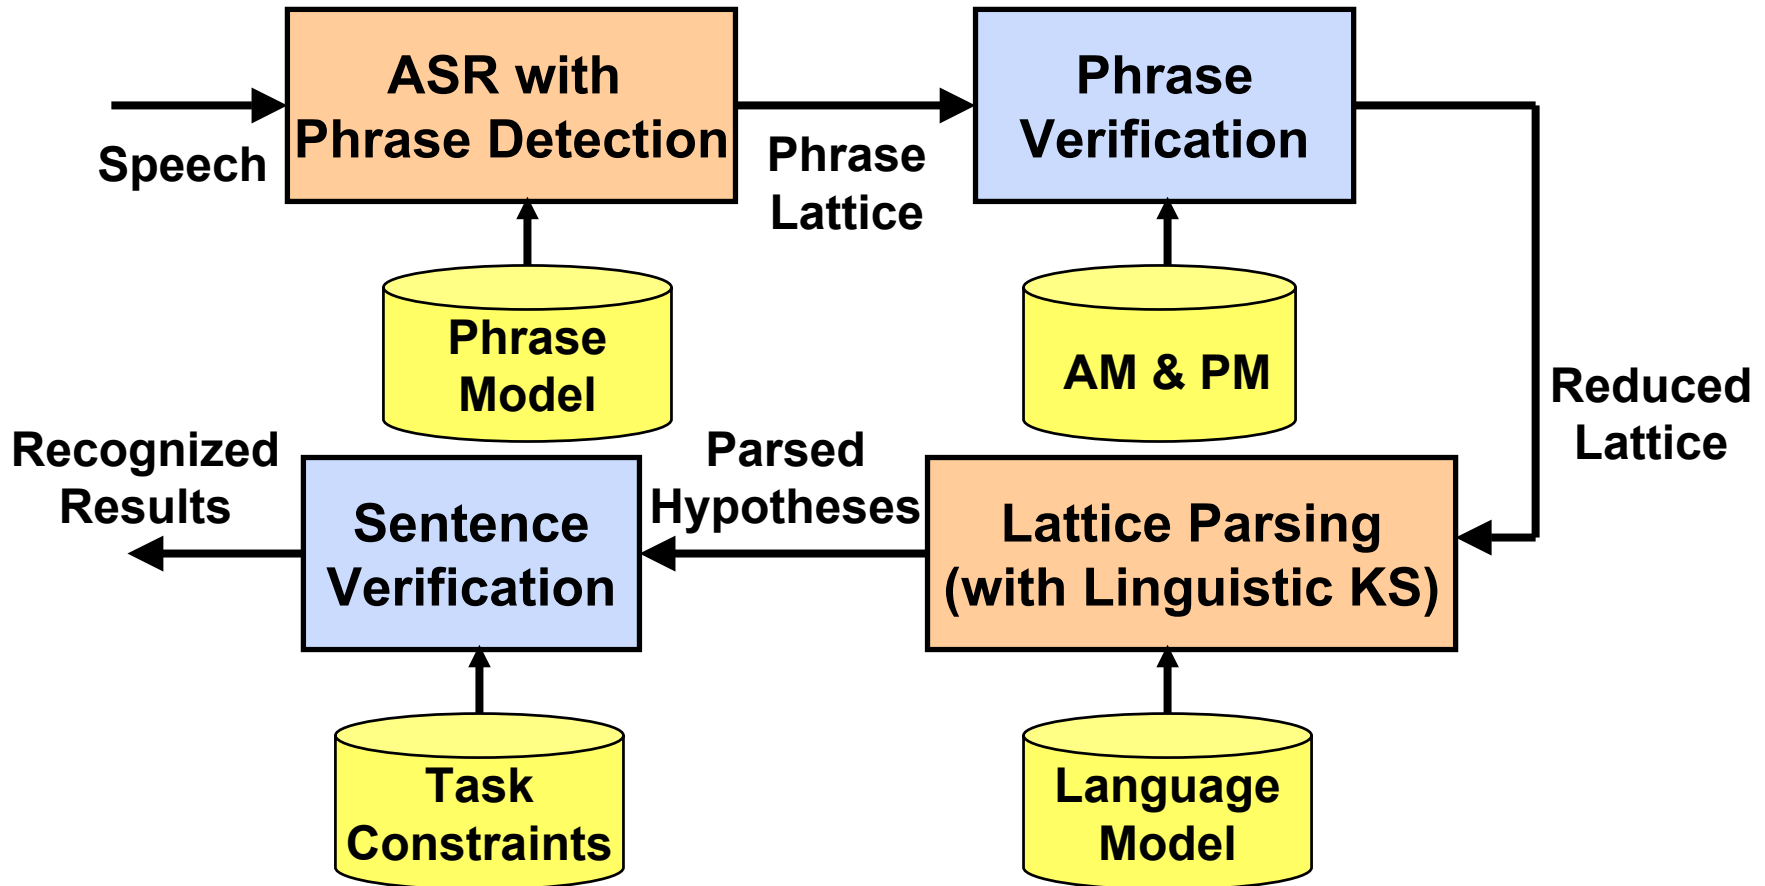 ASR with
Phrase Detection
Phrase
Verification
Speech
Phrase
Lattice
Phrase
Model
AM & PM
Reduced
Lattice
Recognized
Results
Sentence
Verification
Parsed
Hypotheses
Lattice Parsing
(with Linguistic KS)
Task
Constraints
Language
Model